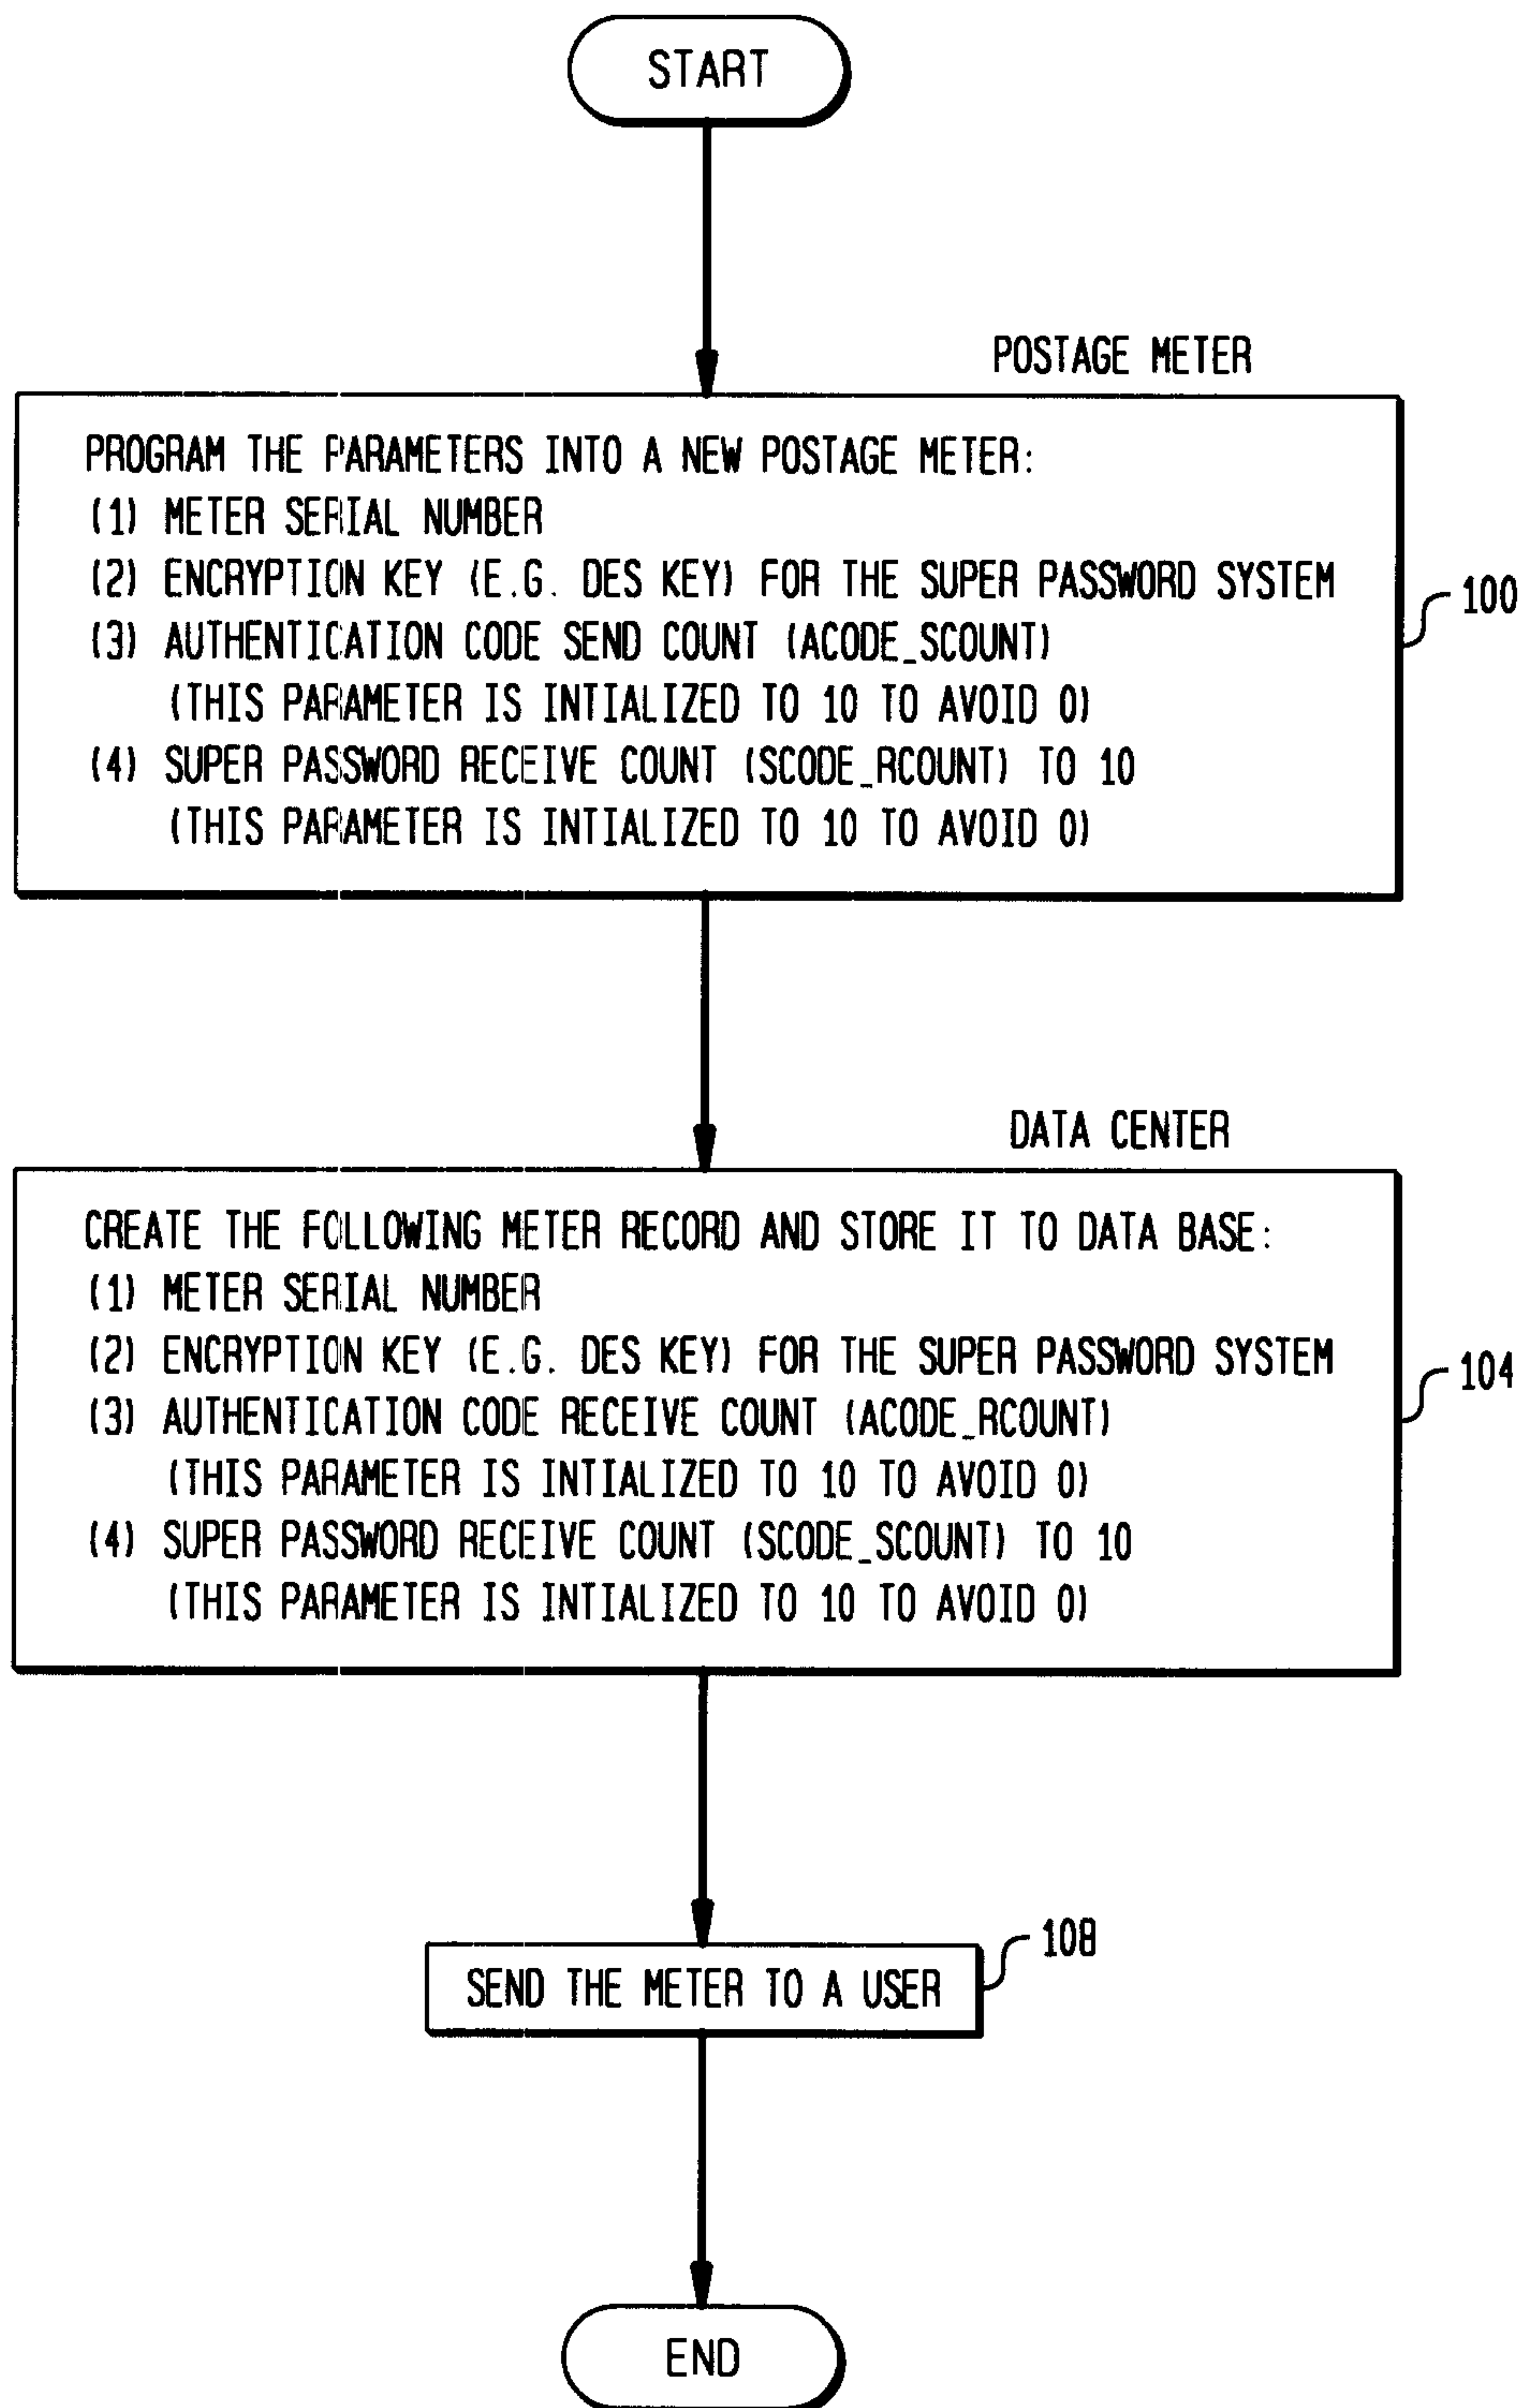 START
POSTAGE METER
PROGRAM THE PARAMETERS INTO A NEW POSTAGE METER:
(1) METER SERIAL NUMBER
(2) ENCRYPTION KEY (E.G. DES KEY) FOR THE SUPER PASSWORD SYSTEM
(3) AUTHENTICATION CODE SEND COUNT (ACODE_SCOUNT)
(THIS PARAMETER IS INTIALIZED TO 10 TO AVOID 0)
(4) SUPER PASSWORD RECEIVE COUNT (SCODE_RCOUNT) TO 10
(THIS PARAMETER IS INTIALIZED TO 10 TO AVOID 0)
100
DATA CENTER
CREATE THE FOLLOWING METER RECORD AND STORE IT TO DATA BASE:
(1) METER SERIAL NUMBER
(2) ENCRYPTION KEY (E.G. DES KEY) FOR THE SUPER PASSWORD SYSTEM
(3) AUTHENTICATION CODE RECEIVE COUNT (ACODE_RCOUNT)
(THIS PARAMETER IS INTIALIZED TO 10 TO AVOID 0)
(4) SUPER PASSWORD RECEIVE COUNT (SCODE_SCOUNT) TO 10
(THIS PARAMETER IS INTIALIZED TO 10 TO AVOID 0)
104
SEND THE METER TO A USER
108
END